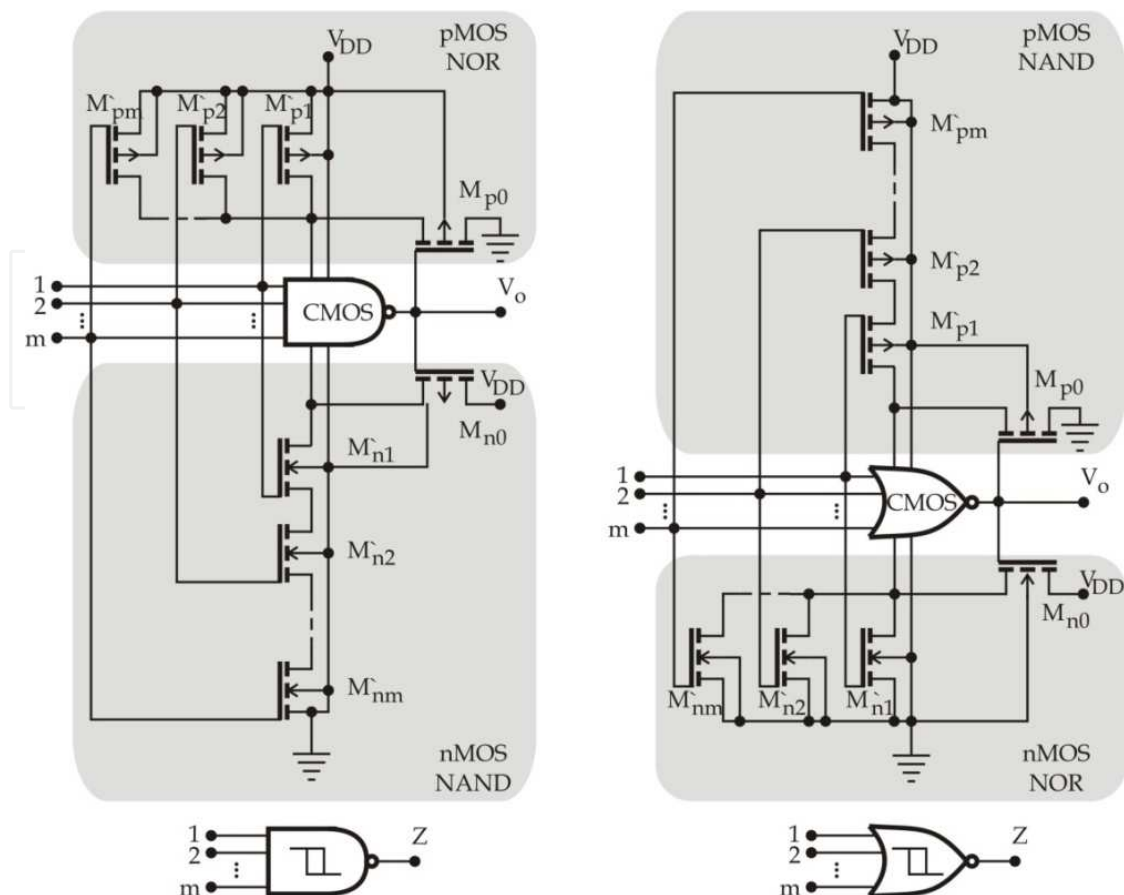 pMOS
NOR
V_DD
M`pm
M`p2
M`p1
M_p0
1
2
...
m
...
CMOS
V_o
V_DD
M_n0
M`n1
M`n2
M`nm
nMOS
NAND
1
2
...
m
Z
V_DD
pMOS
NAND
M`pm
M`p2
M`p1
M_p0
1
2
...
m
...
CMOS
V_o
V_DD
M_n0
M`nm
M`n2
M`n1
nMOS
NOR
1
2
...
m
Z